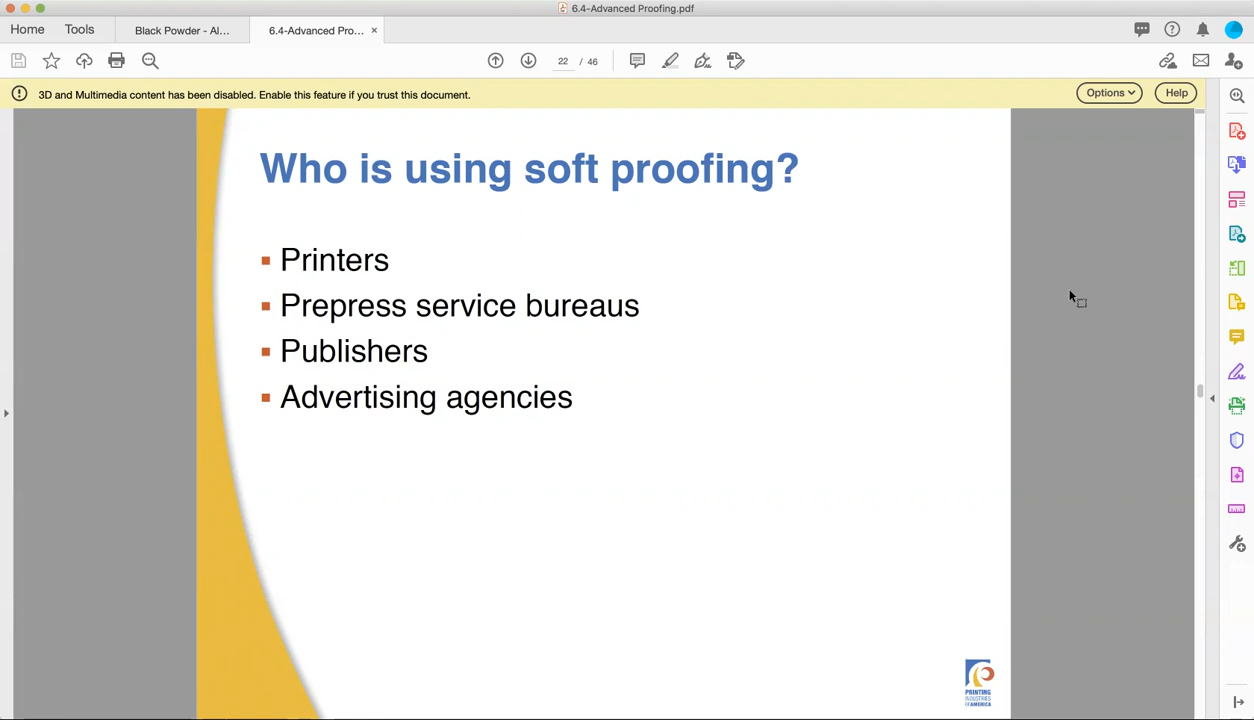 6.4-Advanced Proofing.pdf
Home
Tools
Black Powder - Al...
6.4-Advanced Pro...
22 / 46
3D and Multimedia content has been disabled. Enable this feature if you trust this document.
Options
Help
Who is using soft proofing?
Printers
Prepress service bureaus
Publishers
Advertising agencies
PRINTING
INDUSTRIES
OF AMERICA